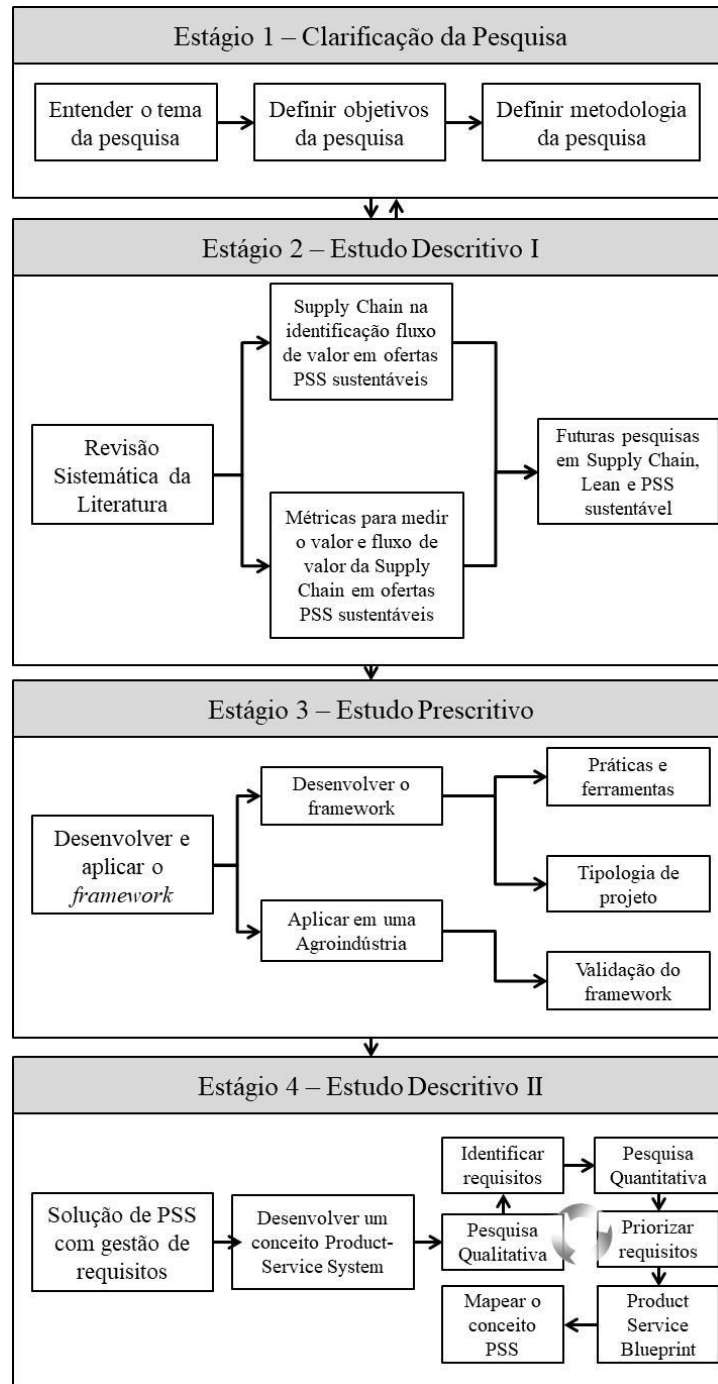 Estágio 1 – Clarificação da Pesquisa
Entender o tema
da pesquisa
Definir objetivos
da pesquisa
Definir metodologia
da pesquisa
Estágio 2 – Estudo Descritivo I
Revisão
Sistemática da
Literatura
Supply Chain na
identificação fluxo
de valor em ofertas
PSS sustentáveis
Métricas para medir
o valor e fluxo de
valor da Supply
Chain em ofertas
PSS sustentáveis
Futuras pesquisas
em Supply Chain,
Lean e PSS
sustentável
Estágio 3 – Estudo Prescritivo
Desenvolver e
aplicar o
framework
Desenvolver o
framework
Práticas e
ferramentas
Tipologia de
projeto
Aplicar em uma
Agroindústria
Validação do
framework
Estágio 4 – Estudo Descritivo II
Solução de PSS
com gestão de
requisitos
Desenvolver um
conceito Product-
Service System
Pesquisa
Qualitativa
Identificar
requisitos
Pesquisa
Quantitativa
Priorizar
requisitos
Product
Service
Blueprint
Mapear o
conceito
PSS